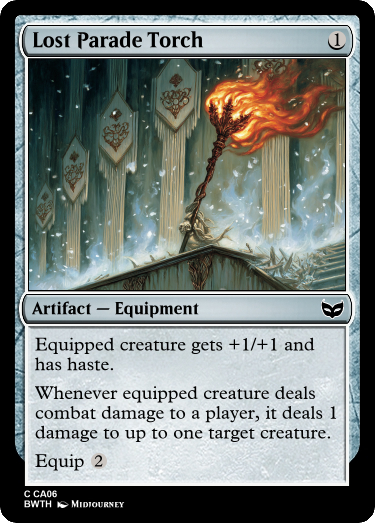 Lost Parade Torch 1
Artifact — Equipment
Equipped creature gets +1/+1 and
has haste.
Whenever equipped creature deals
combat damage to a player, it deals 1
damage to up to one target creature.
Equip 2
C CA06
BWTH Midjourney